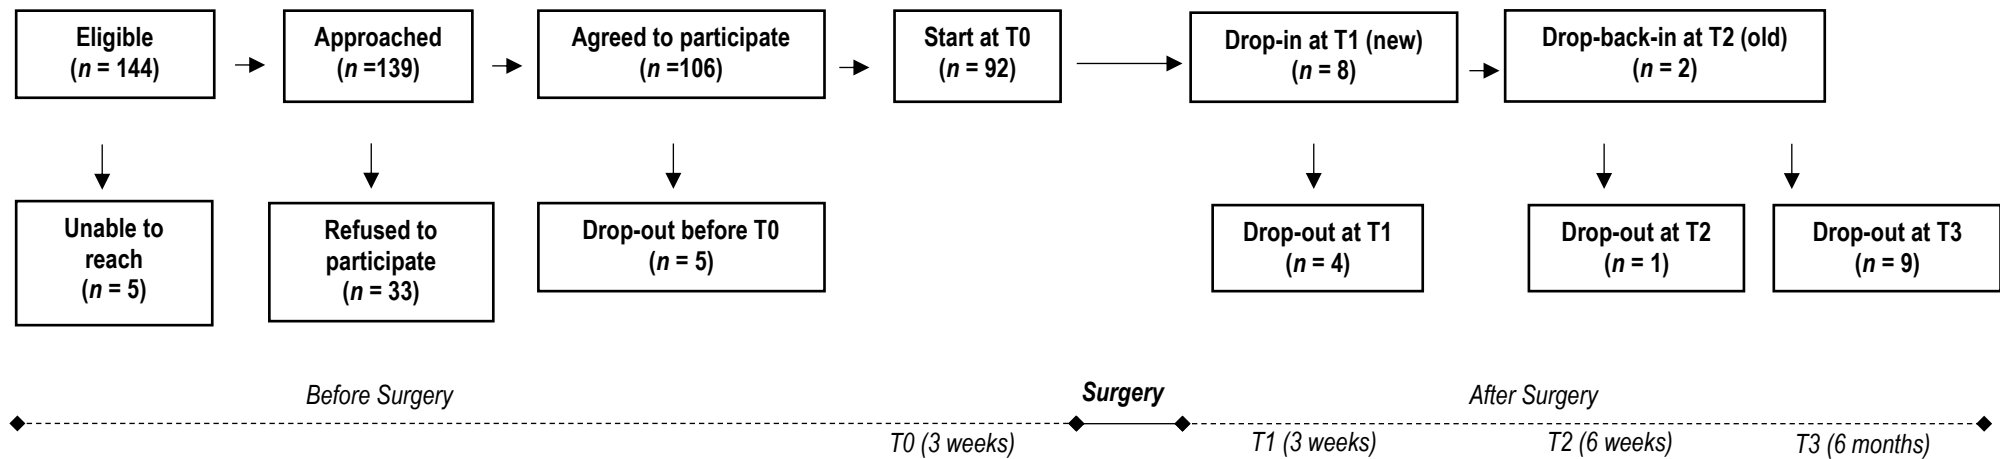 Eligible
(n = 144)
Approached
(n =139)
Agreed to participate
(n =106)
Start at T0
(n = 92)
Drop-in at T1 (new)
(n = 8)
Drop-back-in at T2 (old)
(n = 2)
Unable to
reach
(n = 5)
Refused to
participate
(n = 33)
Drop-out before T0
(n = 5)
Drop-out at T1
(n = 4)
Drop-out at T2
(n = 1)
Drop-out at T3
(n = 9)
Before Surgery
Surgery
After Surgery
T0 (3 weeks)
T1 (3 weeks)
T2 (6 weeks)
T3 (6 months)